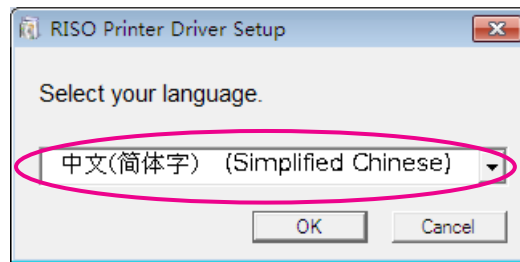 RISO Printer Driver Setup
Select your language.
中文(简体字) (Simplified Chinese)
OK Cancel